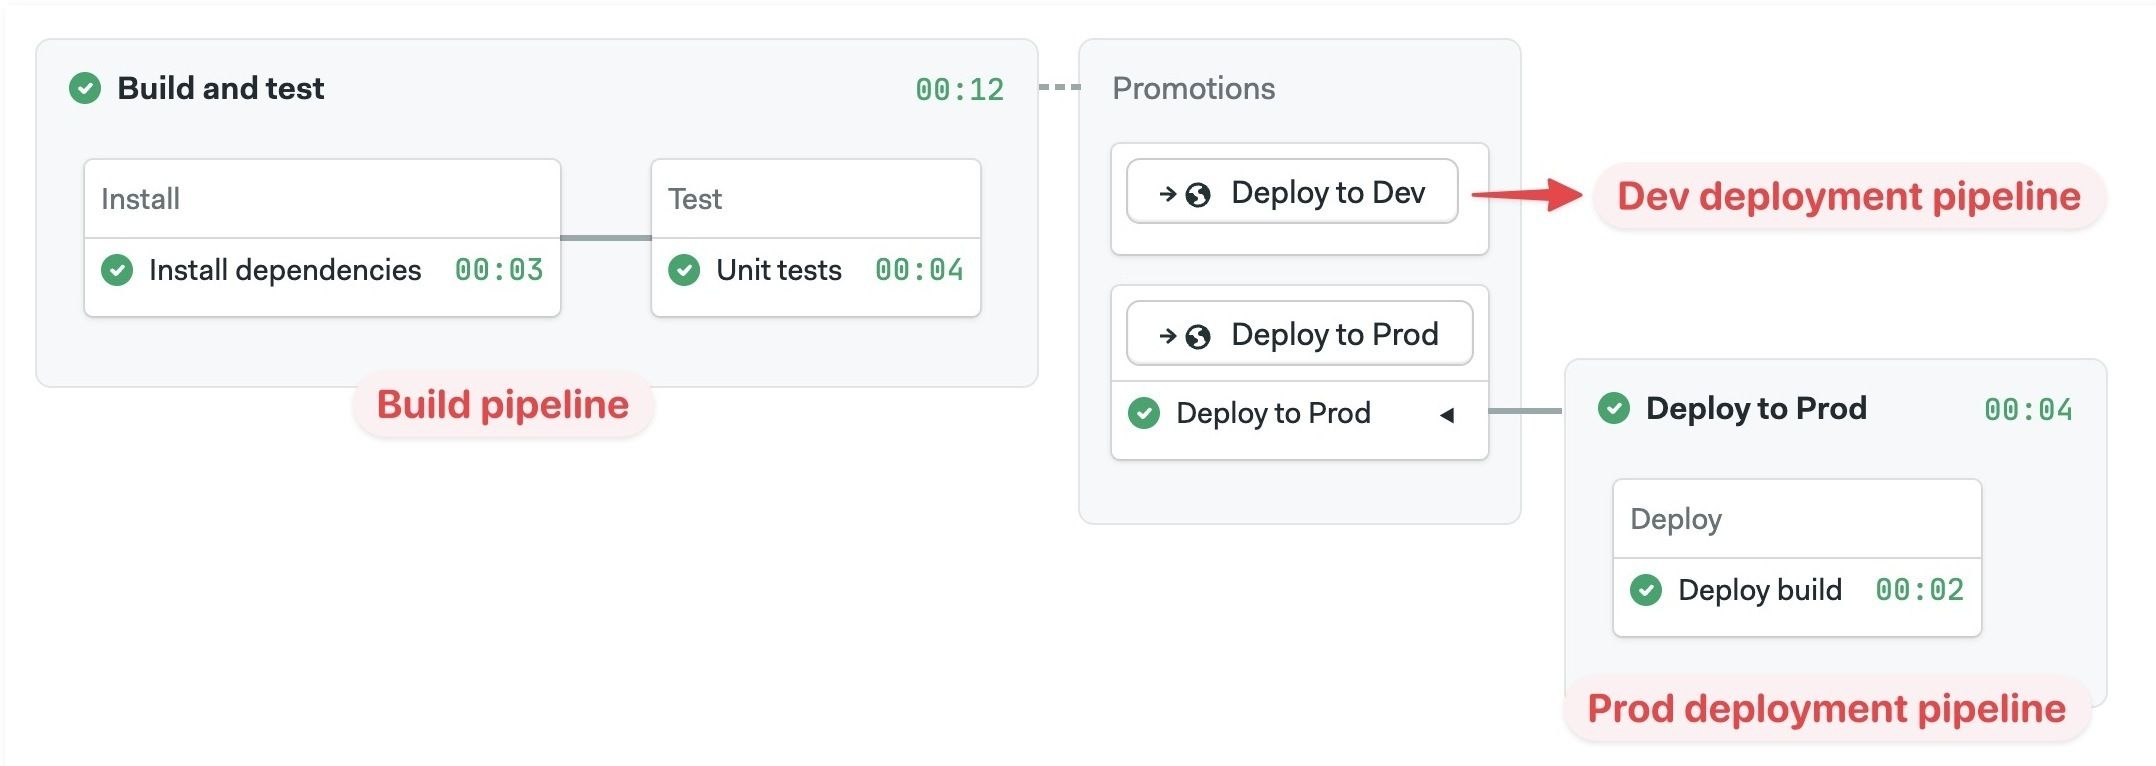 Build and test 00:12
Install
Install dependencies 00:03
Test
Unit tests 00:04
Build pipeline
Promotions
Deploy to Dev
Dev deployment pipeline
Deploy to Prod
Deploy to Prod
Deploy to Prod 00:04
Deploy
Deploy build 00:02
Prod deployment pipeline